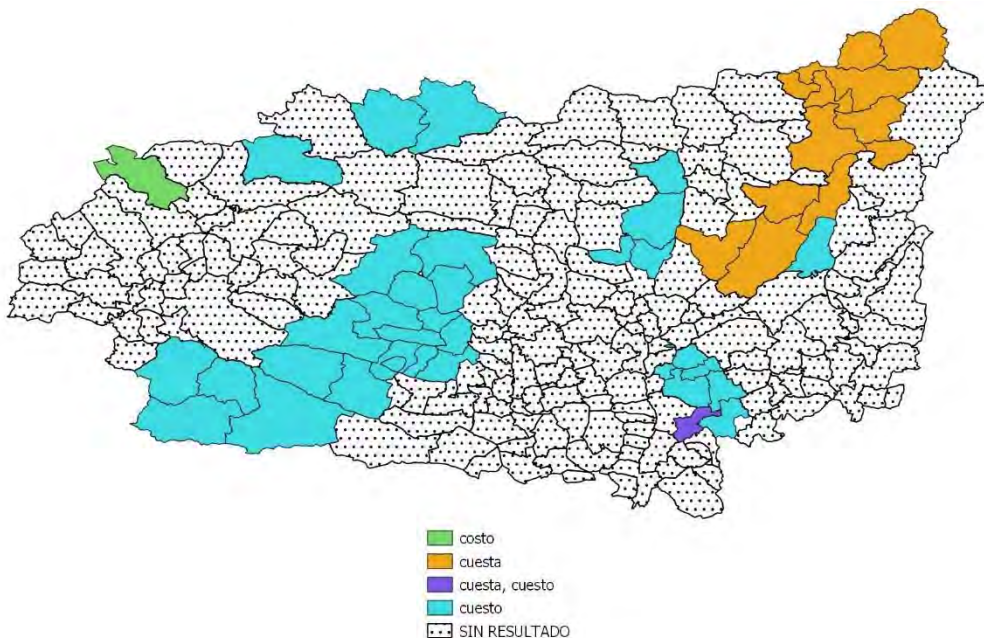 costo
cuesta
cuesta, cuesto
cuesto
SIN RESULTADO